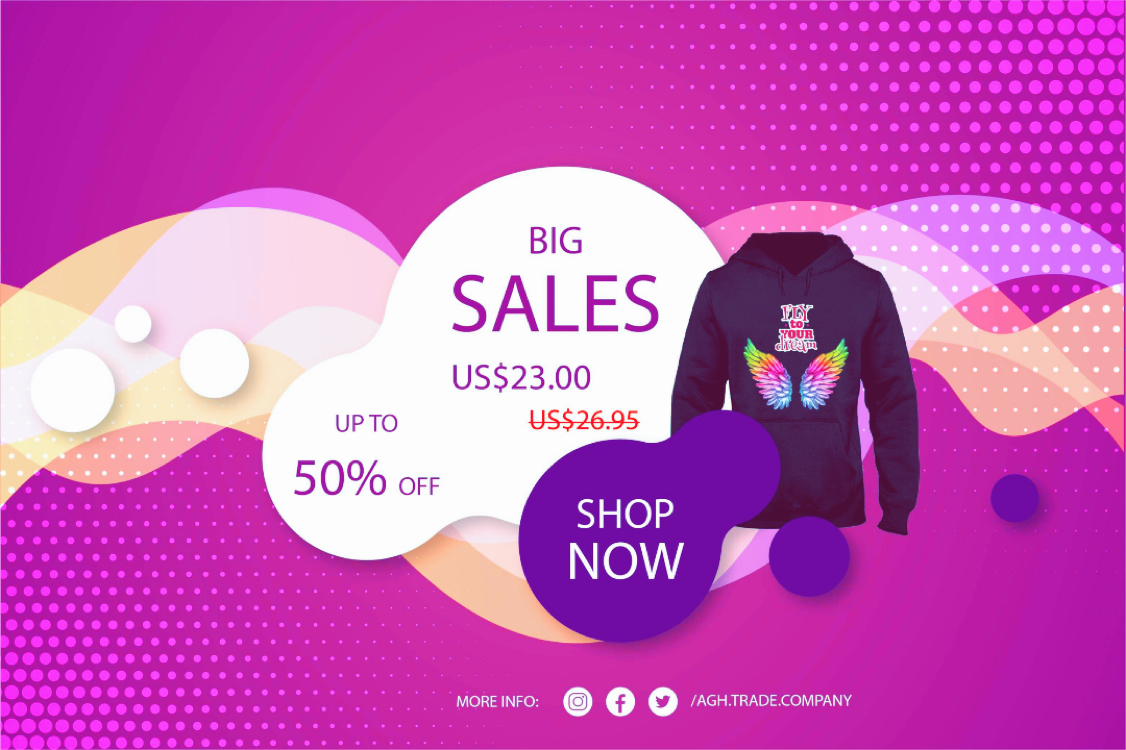 BIG
SALES
US$23.00
US$26.95
UP TO
50% OFF
SHOP
NOW
FLY
to
YOUR
dream
MORE INFO:
/AGH.TRADE.COMPANY